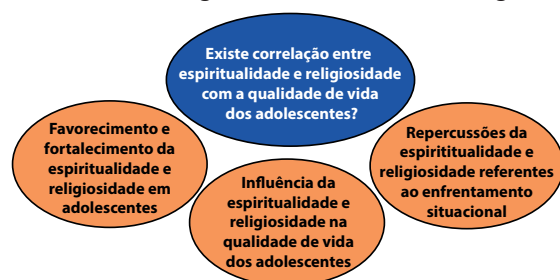 Existe correlação entre
espiritualidade e religiosidade
com a qualidade de vida
dos adolescentes?
Favorecimento e
fortalecimento da
espiritualidade e
religiosidade em
adolescentes
Influência da
espiritualidade e
religiosidade na
qualidade de vida
dos adolescentes
Repercussões da
espirititualidade e
religiosidade referentes
ao enfrentamento
situacional